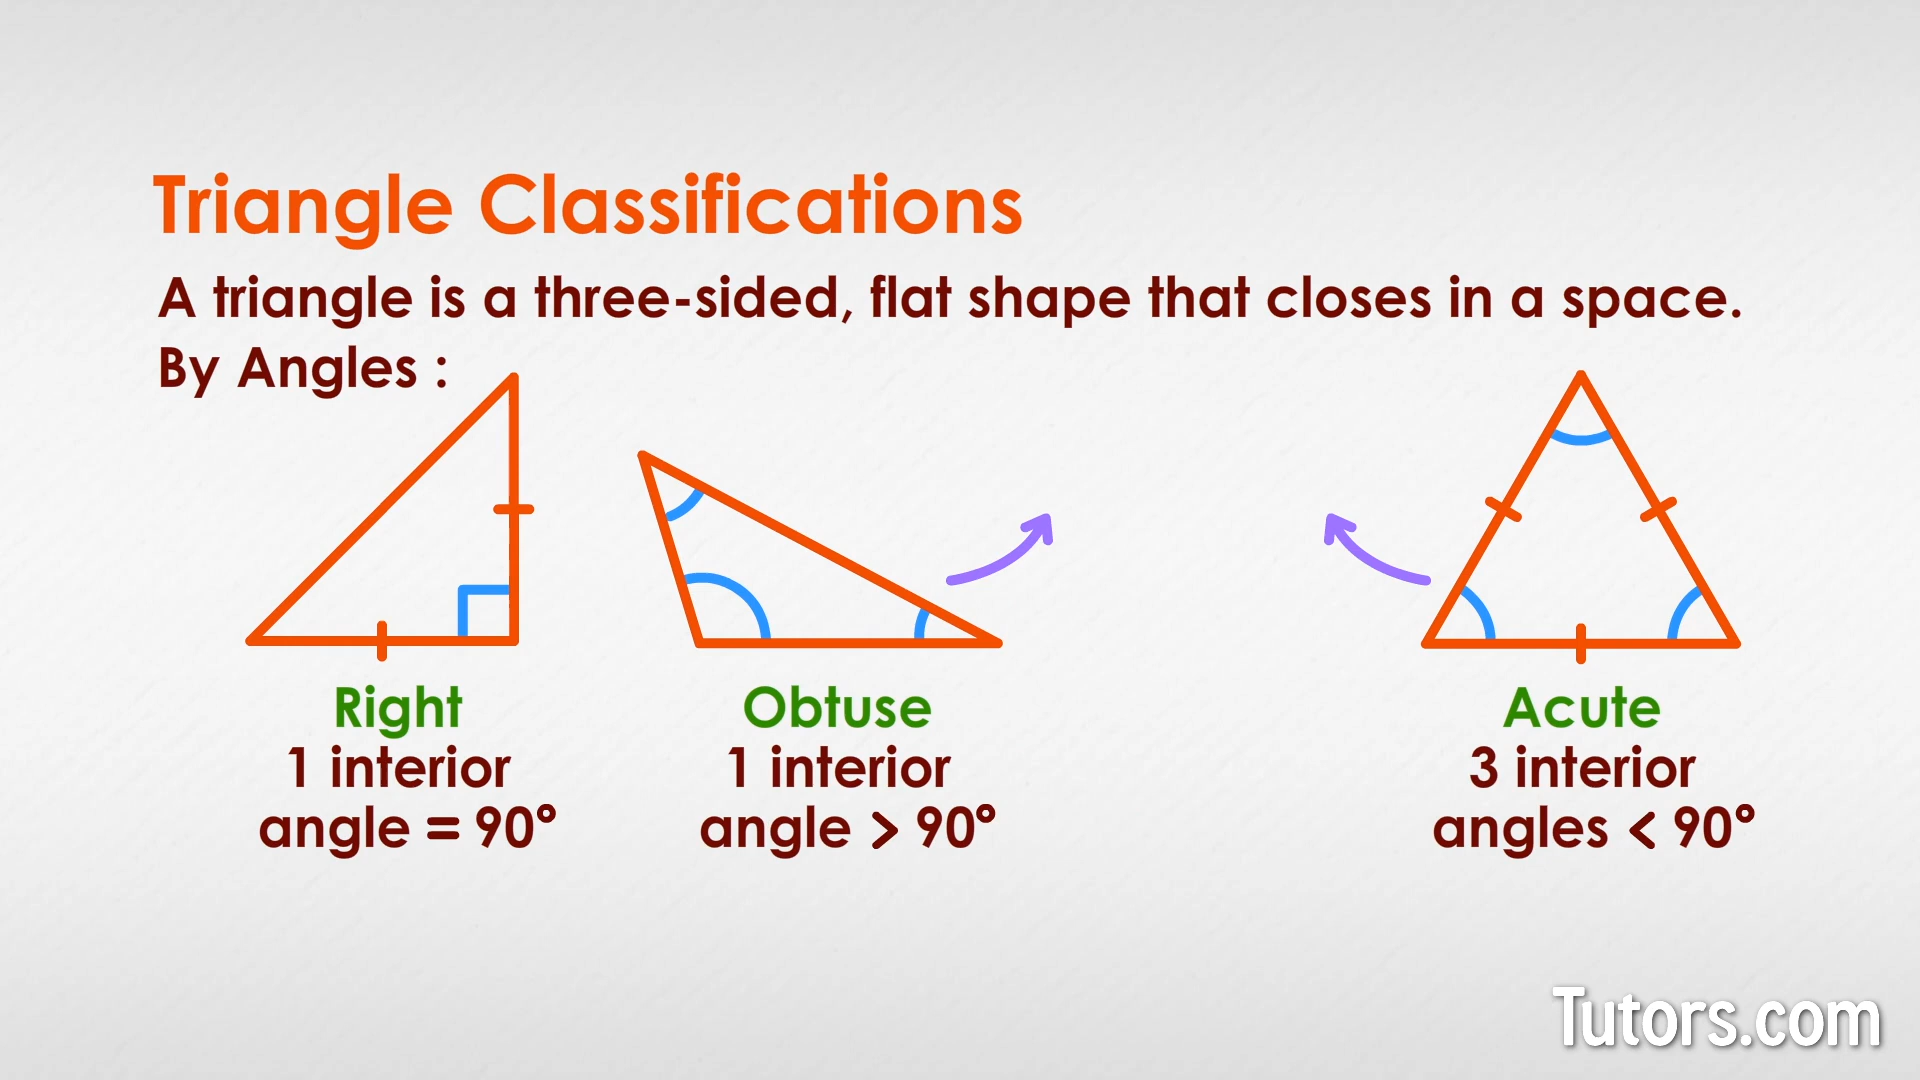 Triangle Classifications
A triangle is a three-sided, flat shape that closes in a space.
By Angles :
Right
1 interior
angle = 90°
Obtuse
1 interior
angle > 90°
Acute
3 interior
angles < 90°
Tutors.com